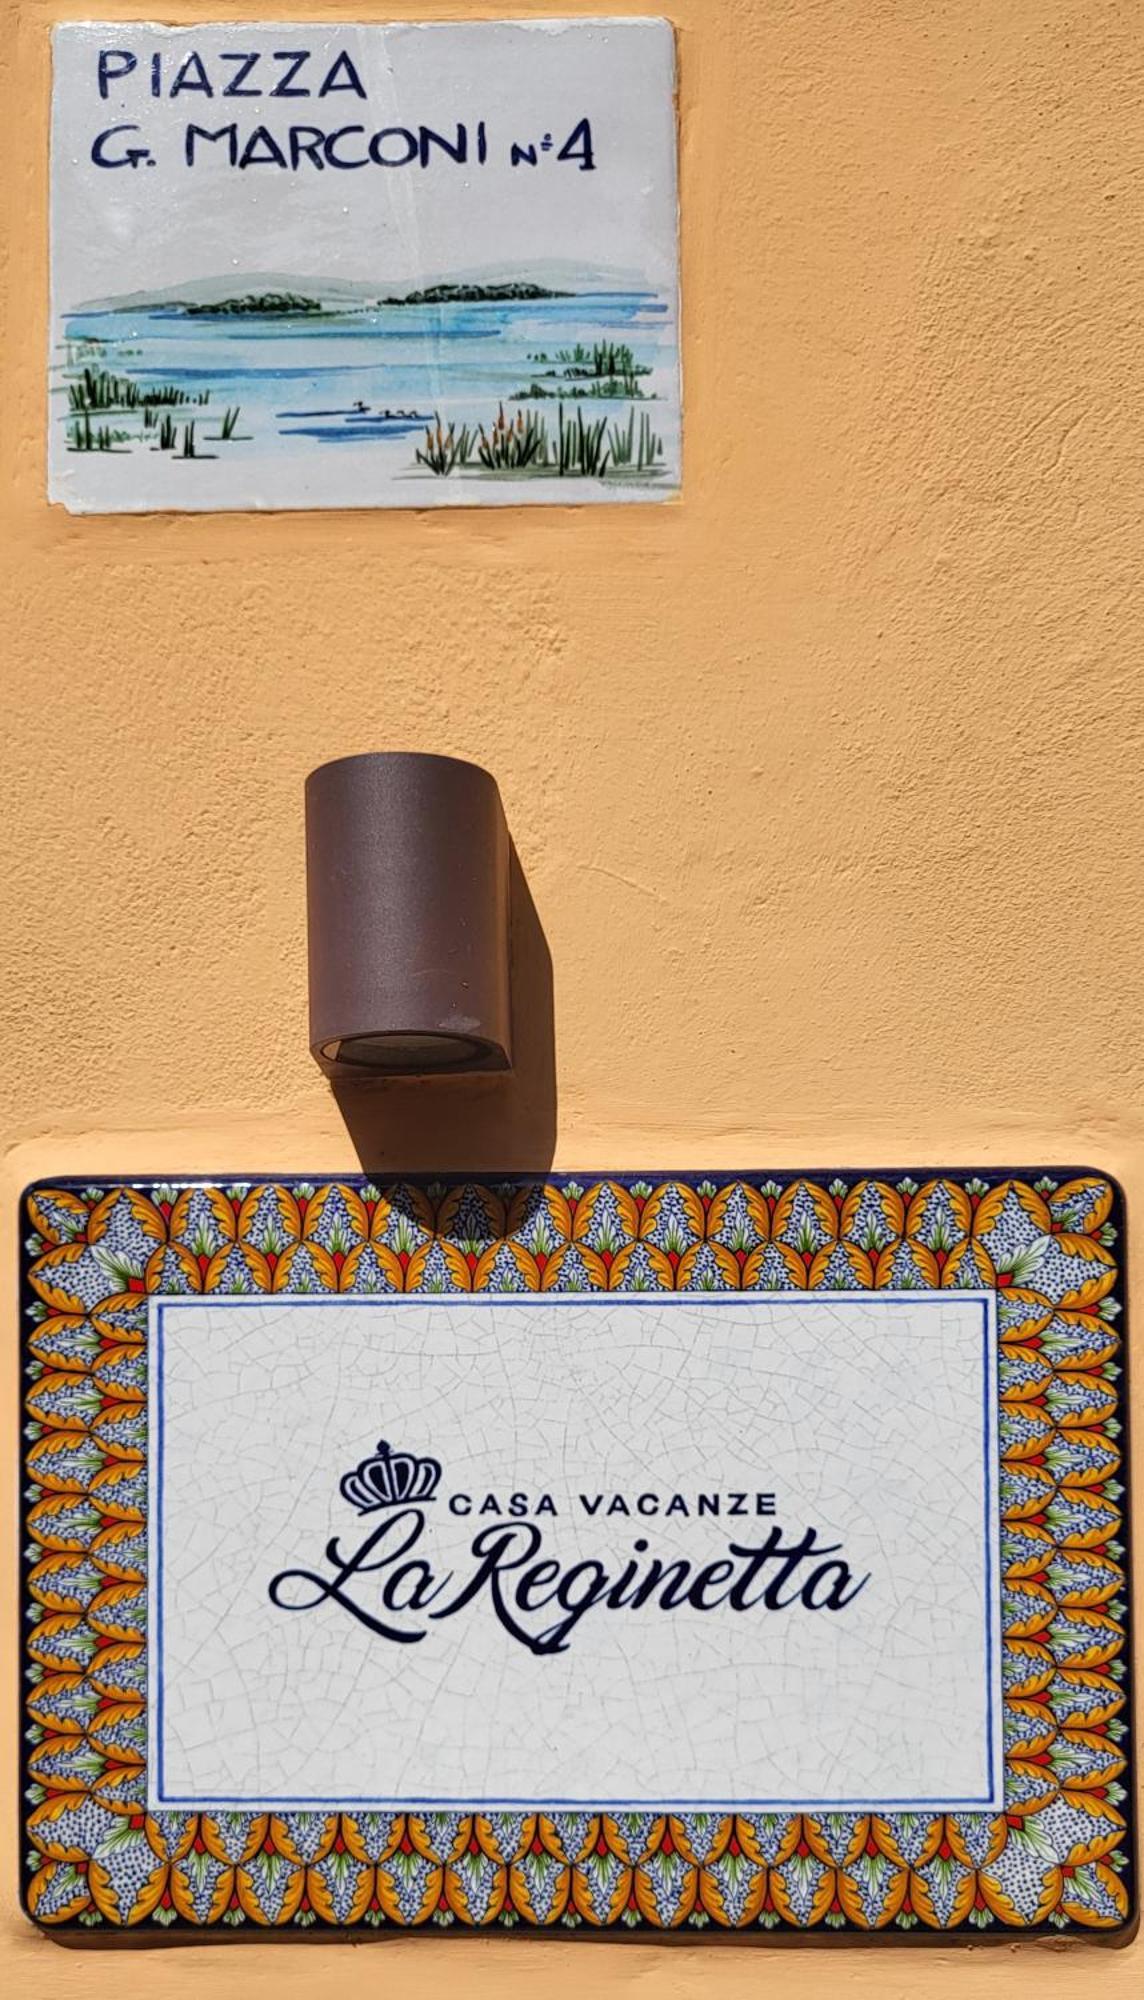 PIAZZA
G. MARCONI N° 4
CASA VACANZE
La Reginetta